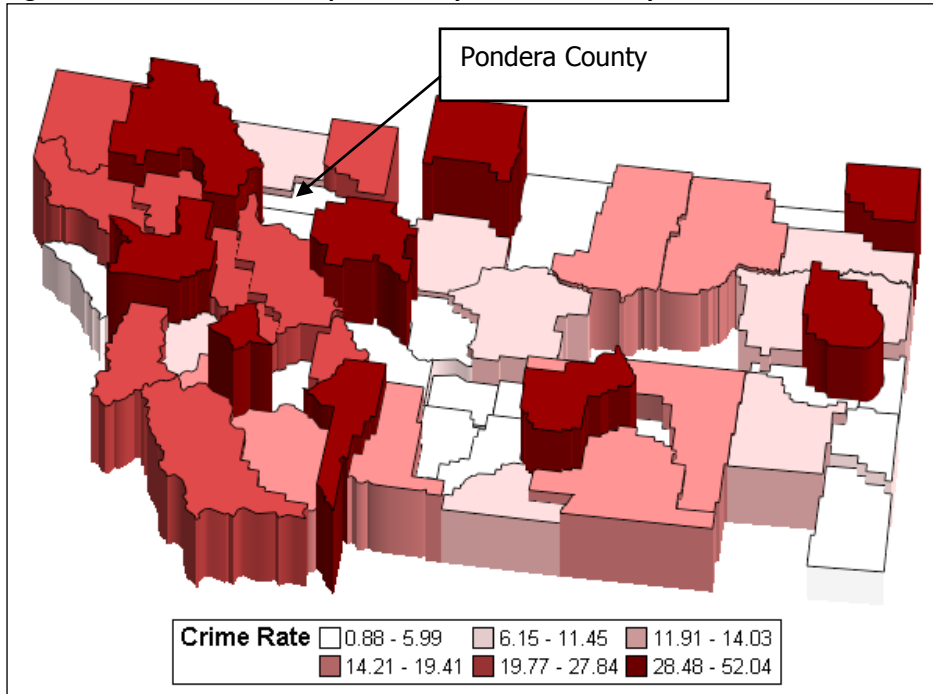 Pondera County
Crime Rate 0.88 - 5.99 6.15 - 11.45 11.91 - 14.03
14.21 - 19.41 19.77 - 27.84 28.48 - 52.04